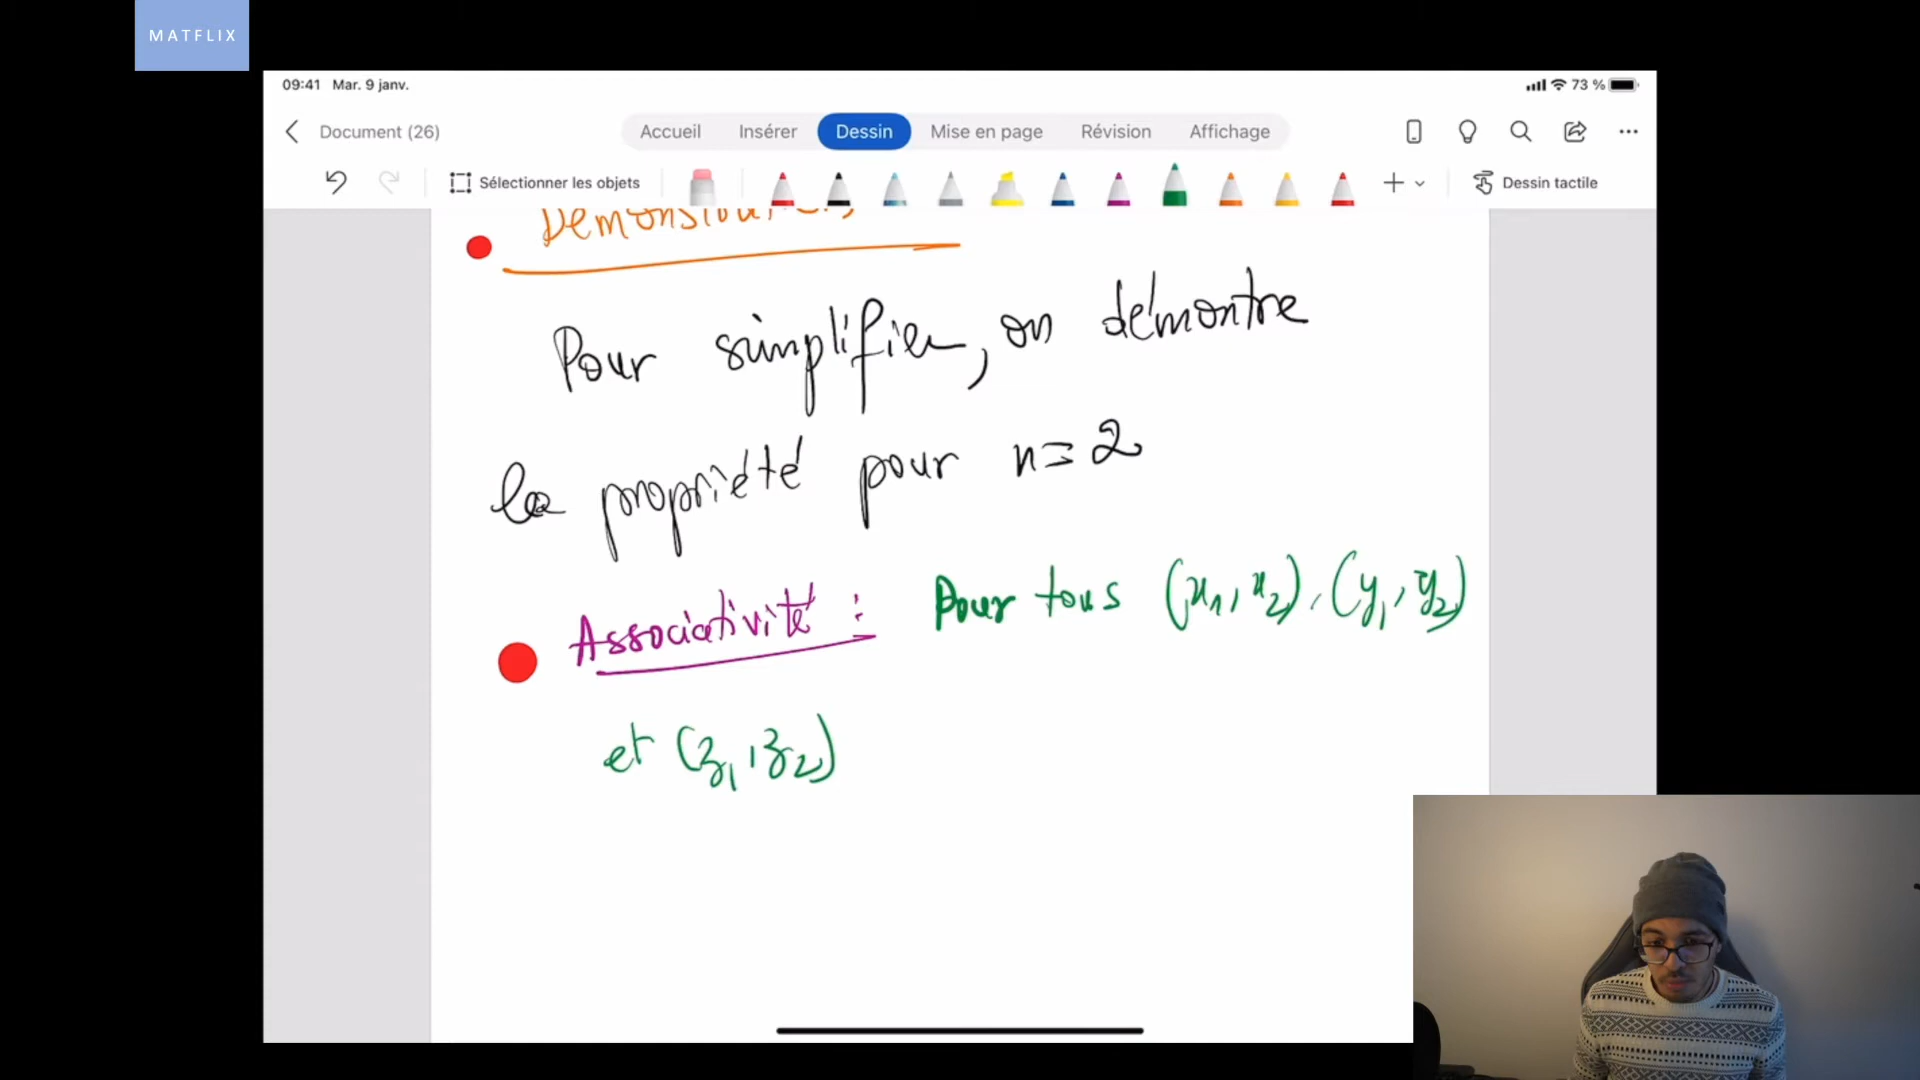 MATFLIX
09:41 Mar. 9 janv.
73 %
Document (26)
Accueil Insérer Dessin Mise en page Révision Affichage
Sélectionner les objets
Dessin tactile
Pour simplifier, on démontre
la propriété pour n = 2
Associativité : Pour tous (x₁, x₂), (y₁, y₂)
et (z₁, z₂)